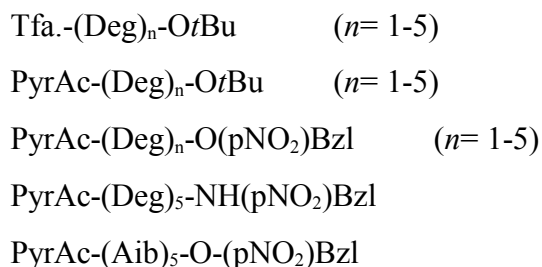 Tfa.-(Deg)ₙ-OtBu (n= 1-5)
PyrAc-(Deg)ₙ-OtBu (n= 1-5)
PyrAc-(Deg)ₙ-O(pNO₂)Bzl (n= 1-5)
PyrAc-(Deg)₅-NH(pNO₂)Bzl
PyrAc-(Aib)₅-O-(pNO₂)Bzl